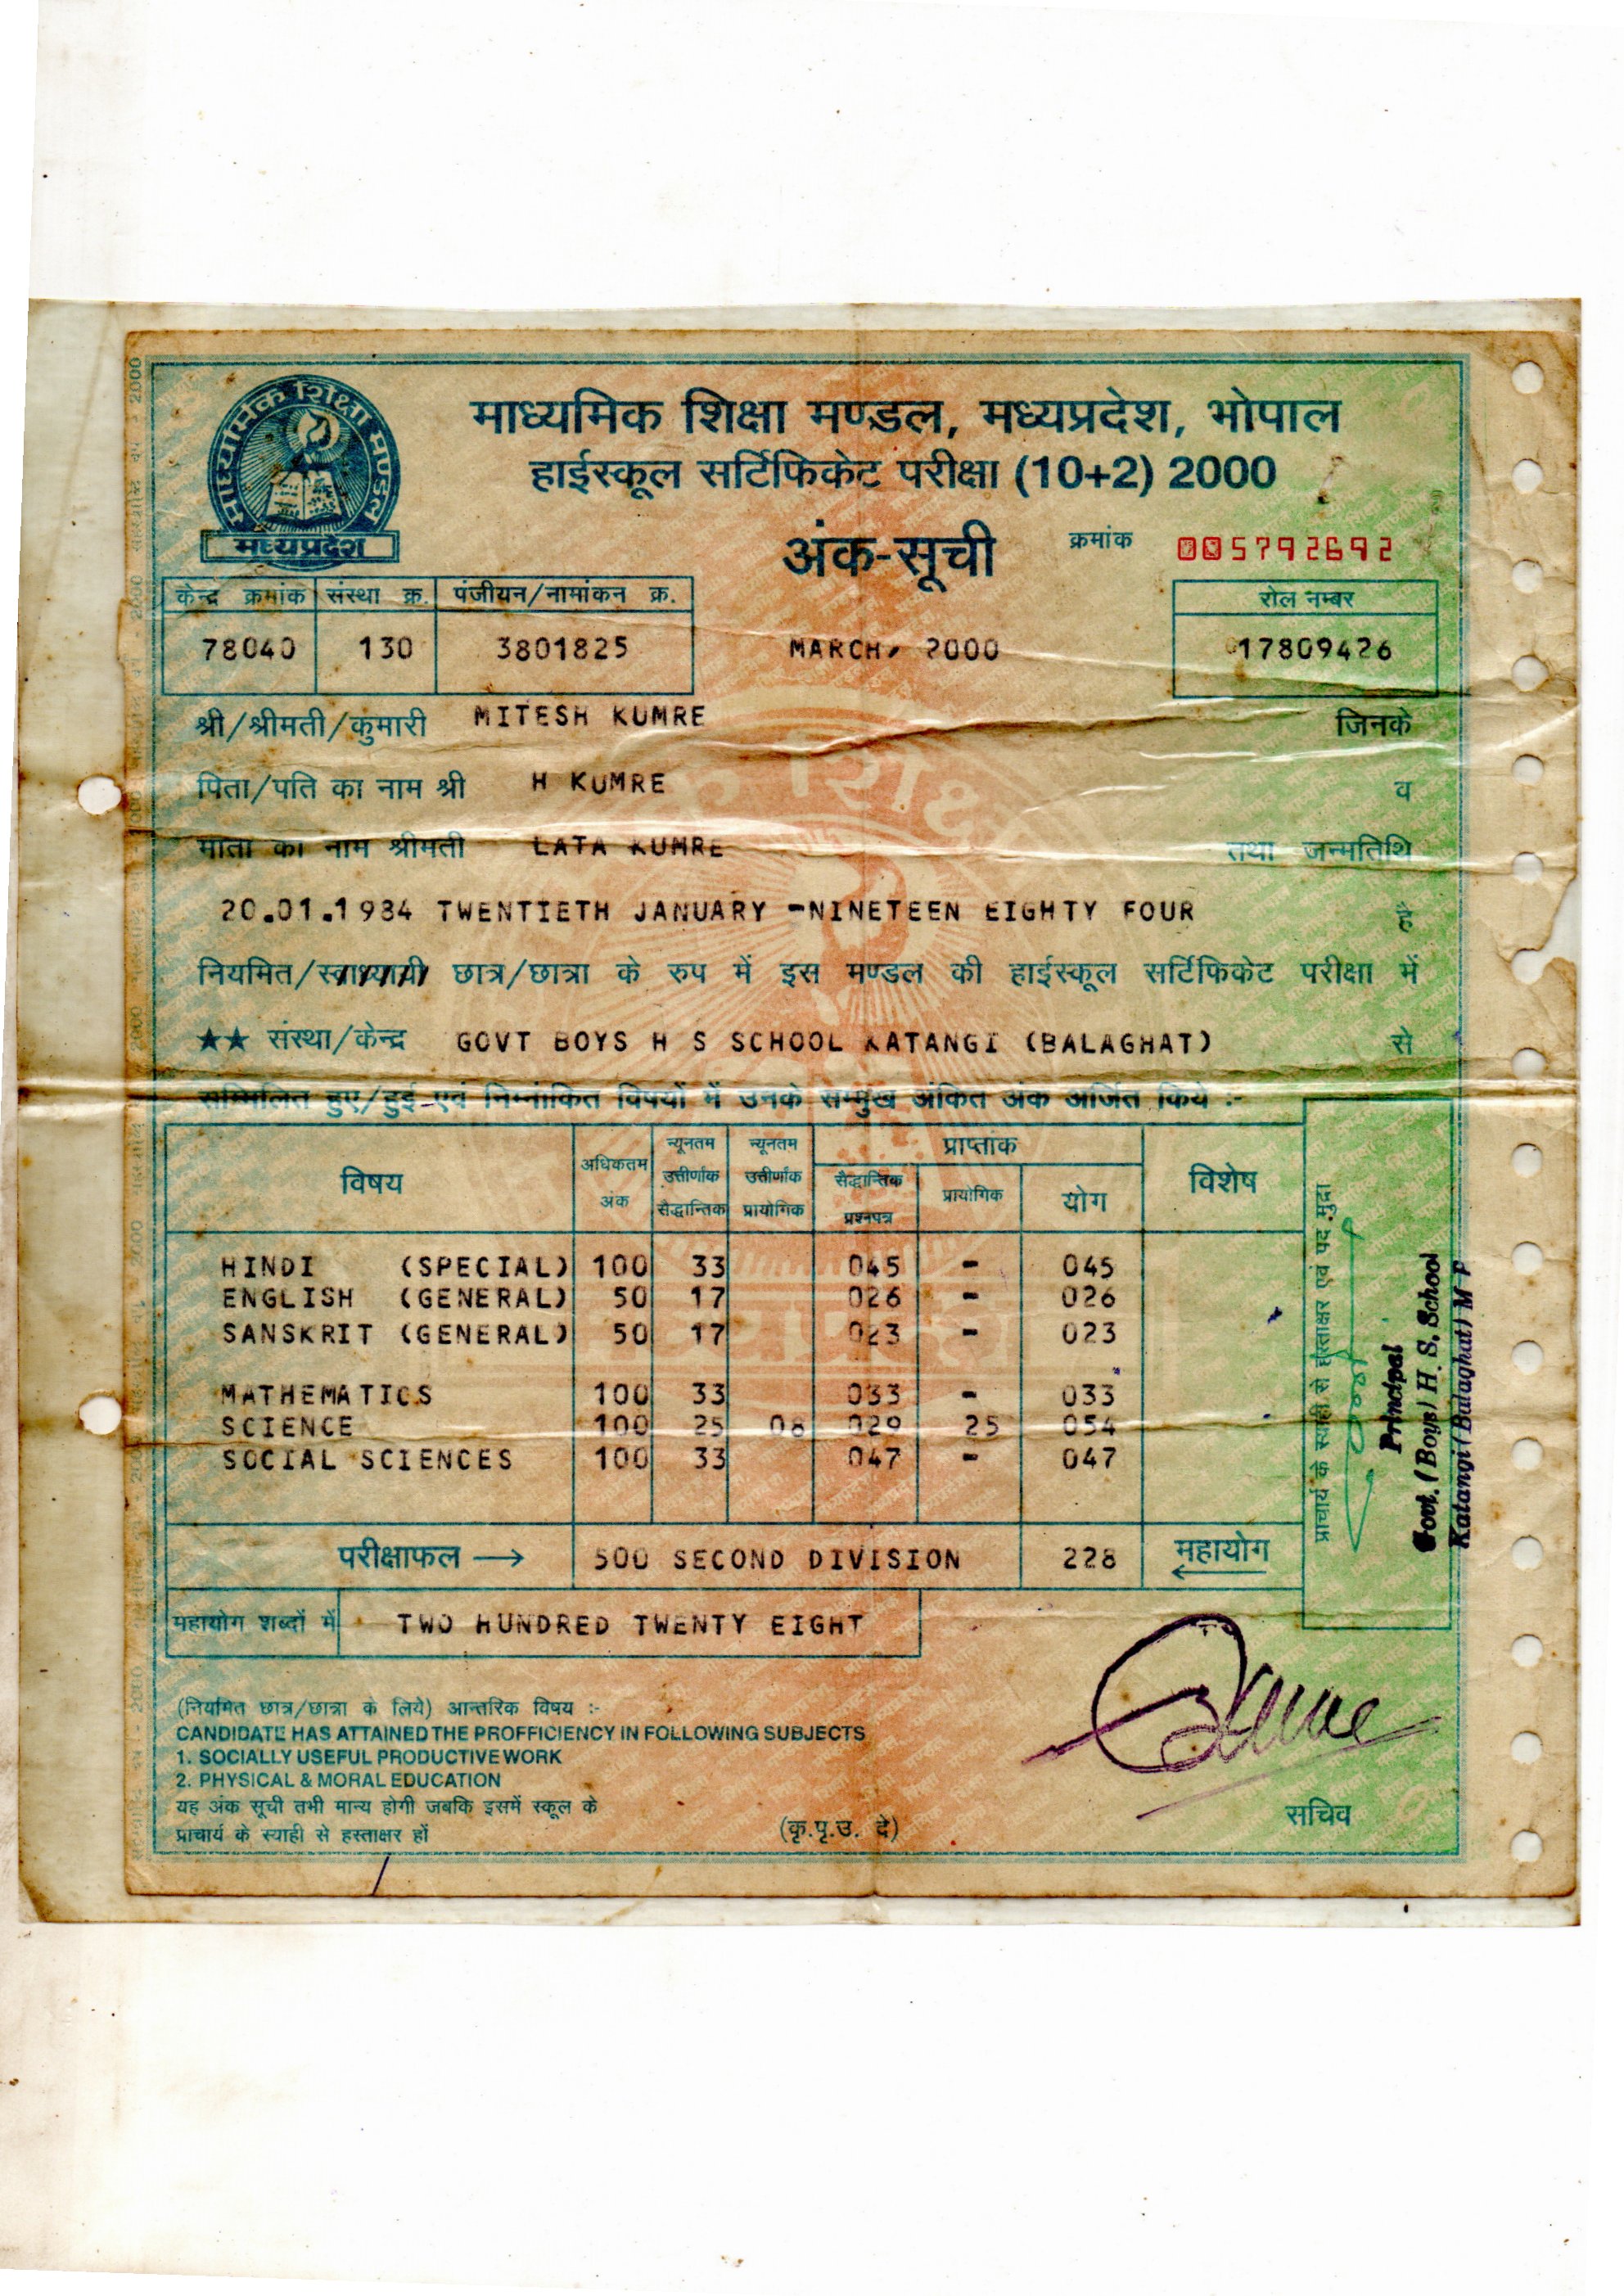 माध्यमिक शिक्षा मण्डल
मध्यप्रदेश
माध्यमिक शिक्षा मण्डल, मध्यप्रदेश, भोपाल
हाईस्कूल सर्टिफिकेट परीक्षा (10+2) 2000
अंक-सूची क्रमांक 005792692
केन्द्र क्रमांक संस्था क्र. पंजीयन/नामांकन क्र. रोल नम्बर
78040 130 3801825 MARCH, 2000 17809426
श्री/श्रीमती/कुमारी MITESH KUMRE जिनके
पिता/पति का नाम श्री H KUMRE व
माता का नाम श्रीमती LATA KUMRE तथा जन्मतिथि
20.01.1984 TWENTIETH JANUARY -NINETEEN EIGHTY FOUR है
नियमित/स्वाध्यायी छात्र/छात्रा के रुप में इस मण्डल की हाईस्कूल सर्टिफिकेट परीक्षा में
★★ संस्था/केन्द्र GOVT BOYS H S SCHOOL KATANGI (BALAGHAT) से
सम्मिलित हुए/हुई एवं निम्नांकित विषयों में उनके सम्मुख अंकित अंक अर्जित किये :-
विषय अधिकतम अंक न्यूनतम उत्तीर्णांक सैद्धान्तिक न्यूनतम उत्तीर्णांक प्रायोगिक प्राप्तांक विशेष
सैद्धान्तिक प्रश्नपत्र प्रायोगिक योग
HINDI (SPECIAL) 100 33 045 - 045
ENGLISH (GENERAL) 50 17 026 - 026
SANSKRIT (GENERAL) 50 17 023 - 023
MATHEMATICS 100 33 033 - 033
SCIENCE 100 25 08 029 25 054
SOCIAL SCIENCES 100 33 047 - 047
परीक्षाफल → 500 SECOND DIVISION 228 महायोग ←
महायोग शब्दों में TWO HUNDRED TWENTY EIGHT
प्राचार्य के स्याही से हस्ताक्षर एवं पद मुद्रा
Principal
Govt. (Boys) H. S. School
Katangi (Balaghat) M P
(नियमित छात्र/छात्रा के लिये) आन्तरिक विषय :-
CANDIDATE HAS ATTAINED THE PROFFICIENCY IN FOLLOWING SUBJECTS
1. SOCIALLY USEFUL PRODUCTIVE WORK
2. PHYSICAL & MORAL EDUCATION
यह अंक सूची तभी मान्य होगी जबकि इसमें स्कूल के
प्राचार्य के स्याही से हस्ताक्षर हों
(कृ.पृ.उ. दे)
सचिव